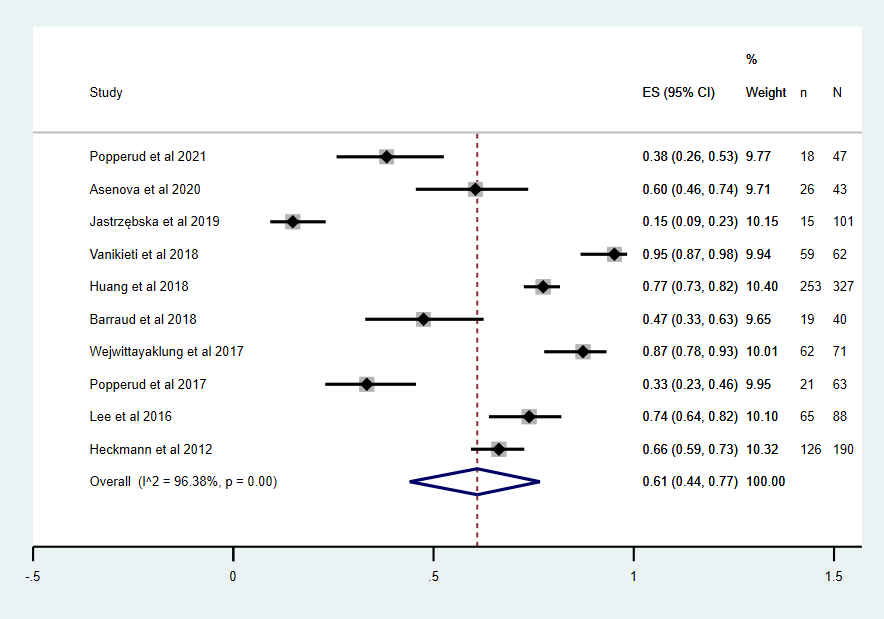 %
Study ES (95% CI) Weight n N
Popperud et al 2021 0.38 (0.26, 0.53) 9.77 18 47
Asenova et al 2020 0.60 (0.46, 0.74) 9.71 26 43
Jastrzębska et al 2019 0.15 (0.09, 0.23) 10.15 15 101
Vanikieti et al 2018 0.95 (0.87, 0.98) 9.94 59 62
Huang et al 2018 0.77 (0.73, 0.82) 10.40 253 327
Barraud et al 2018 0.47 (0.33, 0.63) 9.65 19 40
Wejwittayaklung et al 2017 0.87 (0.78, 0.93) 10.01 62 71
Popperud et al 2017 0.33 (0.23, 0.46) 9.95 21 63
Lee et al 2016 0.74 (0.64, 0.82) 10.10 65 88
Heckmann et al 2012 0.66 (0.59, 0.73) 10.32 126 190
Overall (I^2 = 96.38%, p = 0.00) 0.61 (0.44, 0.77) 100.00
-.5 0 .5 1 1.5